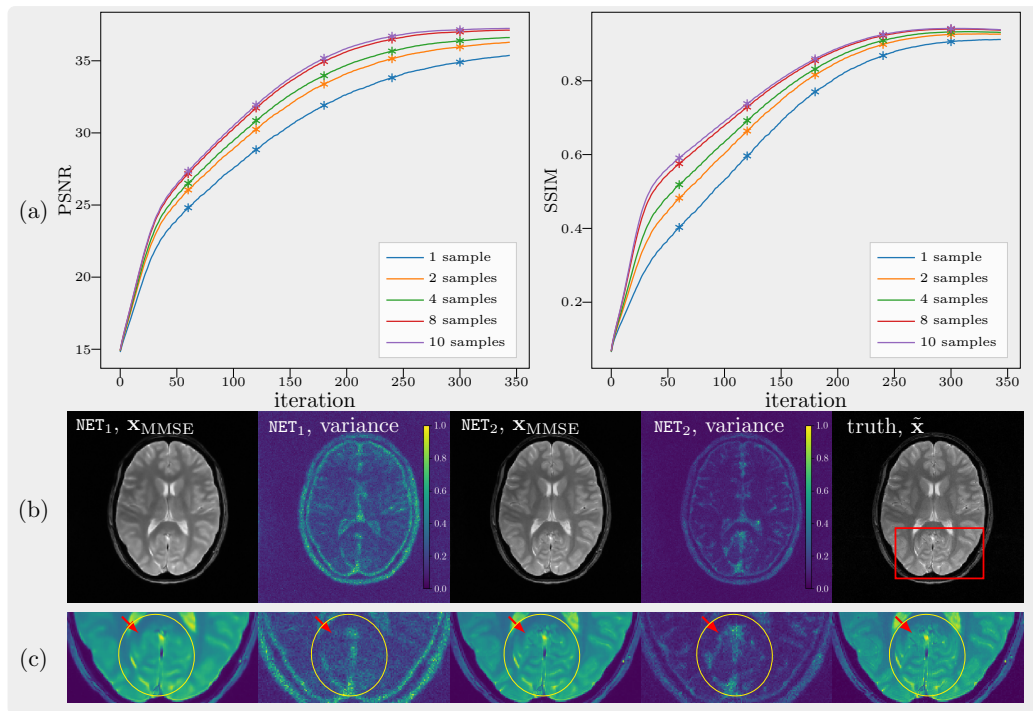 (a)
PSNR
35
30
25
20
15
0
50
100
150
200
250
300
350
iteration
1 sample
2 samples
4 samples
8 samples
10 samples
SSIM
0.8
0.6
0.4
0.2
0
50
100
150
200
250
300
350
iteration
1 sample
2 samples
4 samples
8 samples
10 samples
(b)
NET₁, x_MMSE
NET₁, variance
1.0
0.8
0.6
0.4
0.2
0.0
NET₂, x_MMSE
NET₂, variance
1.0
0.8
0.6
0.4
0.2
0.0
truth, x̃
(c)